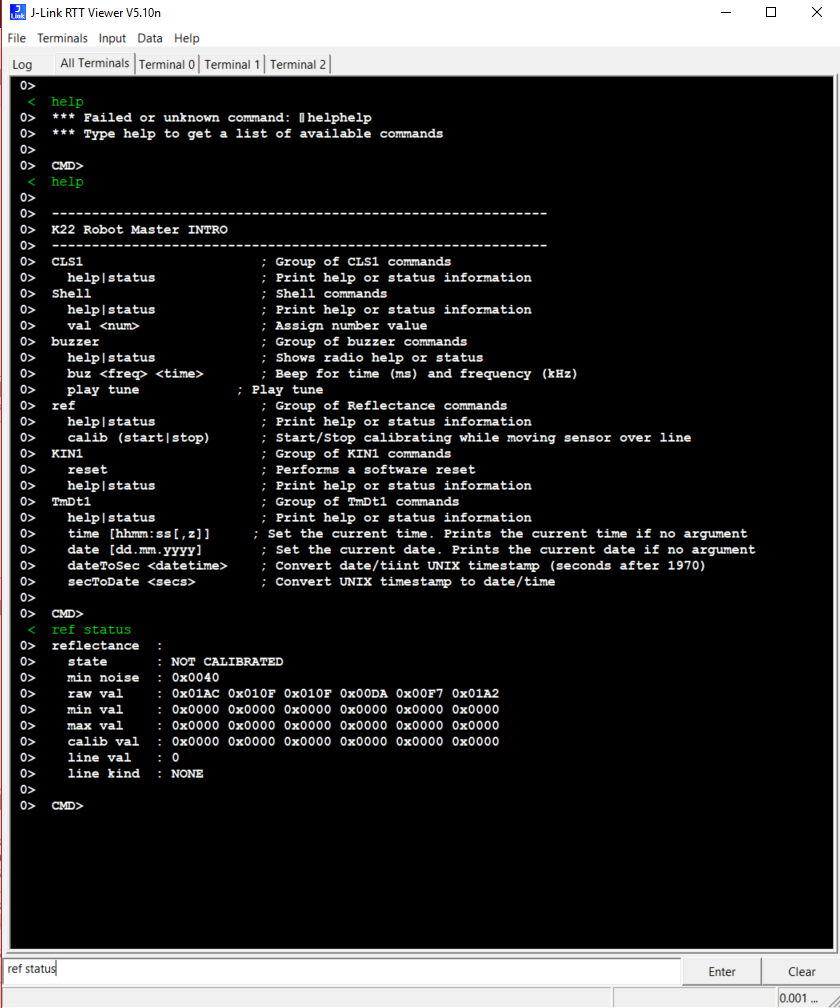 J-Link RTT Viewer V5.10n
File Terminals Input Data Help
Log All Terminals Terminal 0 Terminal 1 Terminal 2
0>
< help
0> *** Failed or unknown command: helphelp
0> *** Type help to get a list of available commands
0>
0> CMD>
< help
0>
0> --------------------------------------------------------------
0> K22 Robot Master INTRO
0> --------------------------------------------------------------
0> CLS1 ; Group of CLS1 commands
0> help|status ; Print help or status information
0> Shell ; Shell commands
0> help|status ; Print help or status information
0> val <num> ; Assign number value
0> buzzer ; Group of buzzer commands
0> help|status ; Shows radio help or status
0> buz <freq> <time> ; Beep for time (ms) and frequency (kHz)
0> play tune ; Play tune
0> ref ; Group of Reflectance commands
0> help|status ; Print help or status information
0> calib (start|stop) ; Start/Stop calibrating while moving sensor over line
0> KIN1 ; Group of KIN1 commands
0> reset ; Performs a software reset
0> help|status ; Print help or status information
0> TmDt1 ; Group of TmDt1 commands
0> help|status ; Print help or status information
0> time [hhmm:ss[,z]] ; Set the current time. Prints the current time if no argument
0> date [dd.mm.yyyy] ; Set the current date. Prints the current date if no argument
0> dateToSec <datetime> ; Convert date/tiint UNIX timestamp (seconds after 1970)
0> secToDate <secs> ; Convert UNIX timestamp to date/time
0>
0> CMD>
< ref status
0> reflectance :
0> state : NOT CALIBRATED
0> min noise : 0x0040
0> raw val : 0x01AC 0x010F 0x010F 0x00DA 0x00F7 0x01A2
0> min val : 0x0000 0x0000 0x0000 0x0000 0x0000 0x0000
0> max val : 0x0000 0x0000 0x0000 0x0000 0x0000 0x0000
0> calib val : 0x0000 0x0000 0x0000 0x0000 0x0000 0x0000
0> line val : 0
0> line kind : NONE
0>
0> CMD>
ref status Enter Clear
0.001 ...